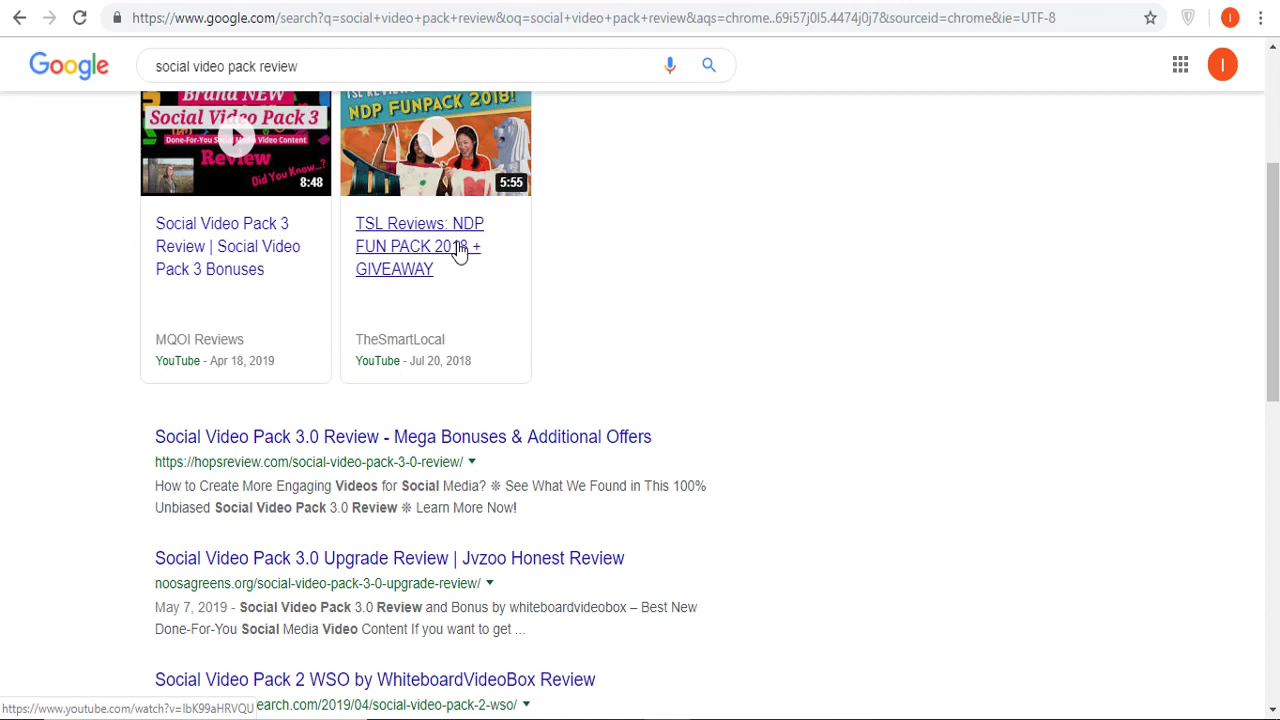 https://www.google.com/search?q=social+video+pack+review&oq=social+video+pack+review&aqs=chrome..69i57j0l5.4474j0j7&sourceid=chrome&ie=UTF-8
I
Google
social video pack review
I
Brand NEW
Social Video Pack 3
Done-For-You Social Media Video Content
Review
Did You Know...?
8:48
TSL REVIEWS
NDP FUNPACK 2018!
5:55
Social Video Pack 3
Review | Social Video
Pack 3 Bonuses
MQOI Reviews
YouTube - Apr 18, 2019
TSL Reviews: NDP
FUN PACK 2018 +
GIVEAWAY
TheSmartLocal
YouTube - Jul 20, 2018
Social Video Pack 3.0 Review - Mega Bonuses & Additional Offers
https://hopsreview.com/social-video-pack-3-0-review/
How to Create More Engaging Videos for Social Media? ❊ See What We Found in This 100%
Unbiased Social Video Pack 3.0 Review ❊ Learn More Now!
Social Video Pack 3.0 Upgrade Review | Jvzoo Honest Review
noosagreens.org/social-video-pack-3-0-upgrade-review/
May 7, 2019 - Social Video Pack 3.0 Review and Bonus by whiteboardvideobox – Best New
Done-For-You Social Media Video Content If you want to get ...
Social Video Pack 2 WSO by WhiteboardVideoBox Review
https://www.youtube.com/watch?v=lbK99aHRVQU
earch.com/2019/04/social-video-pack-2-wso/